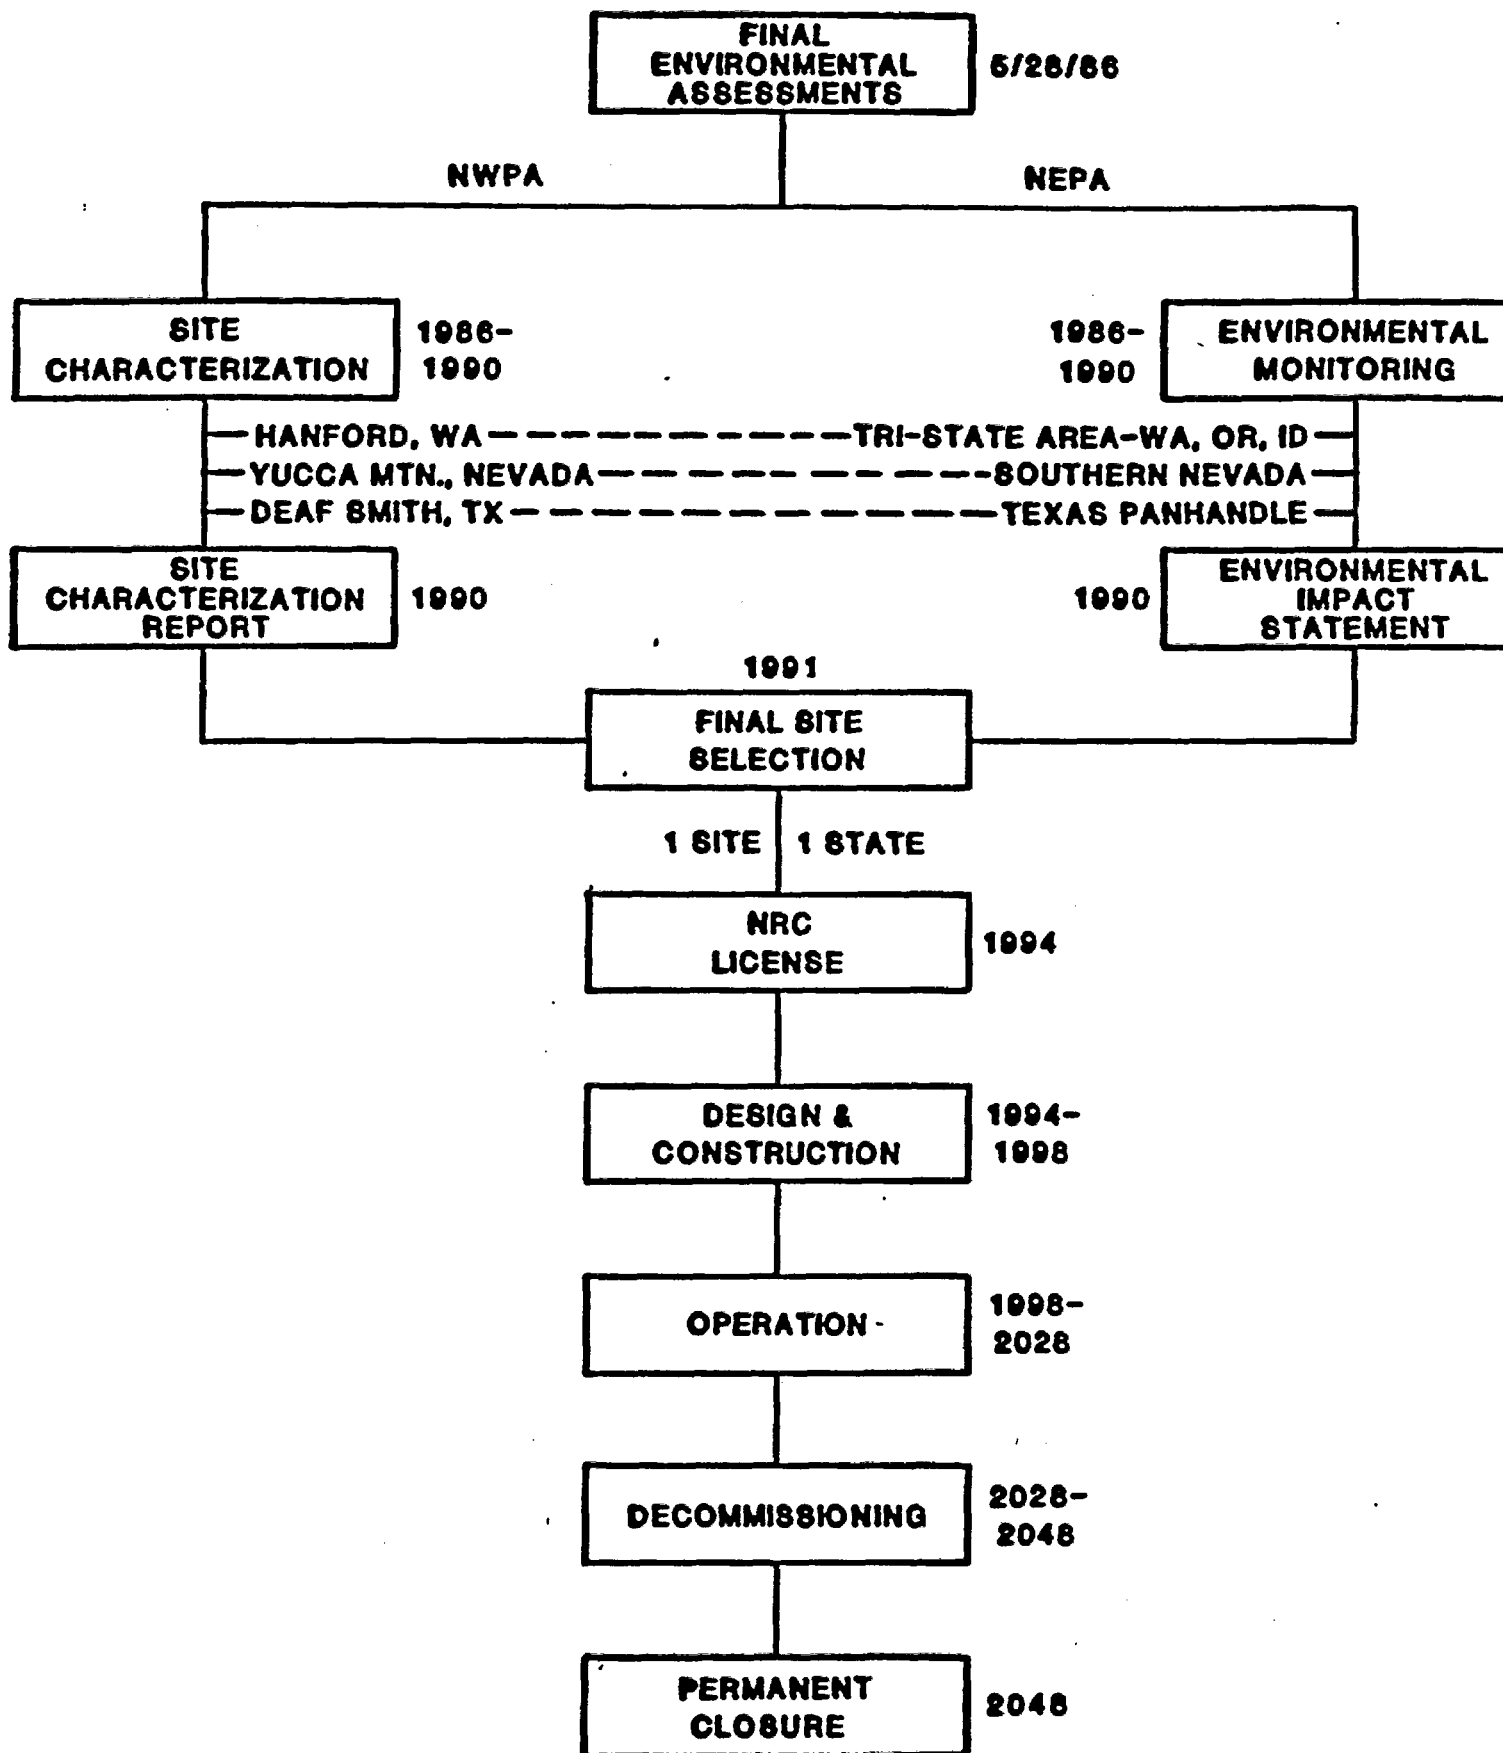 FINAL
ENVIRONMENTAL
ASSESSMENTS
5/28/86
NWPA
NEPA
SITE
CHARACTERIZATION
1986-
1990
1986-
1990
ENVIRONMENTAL
MONITORING
HANFORD, WA
TRI-STATE AREA-WA, OR, ID
YUCCA MTN., NEVADA
SOUTHERN NEVADA
DEAF SMITH, TX
TEXAS PANHANDLE
SITE
CHARACTERIZATION
REPORT
1990
1990
ENVIRONMENTAL
IMPACT
STATEMENT
1991
FINAL SITE
SELECTION
1 SITE
1 STATE
NRC
LICENSE
1994
DESIGN &
CONSTRUCTION
1994-
1998
OPERATION
1998-
2028
DECOMMISSIONING
2028-
2048
PERMANENT
CLOSURE
2048